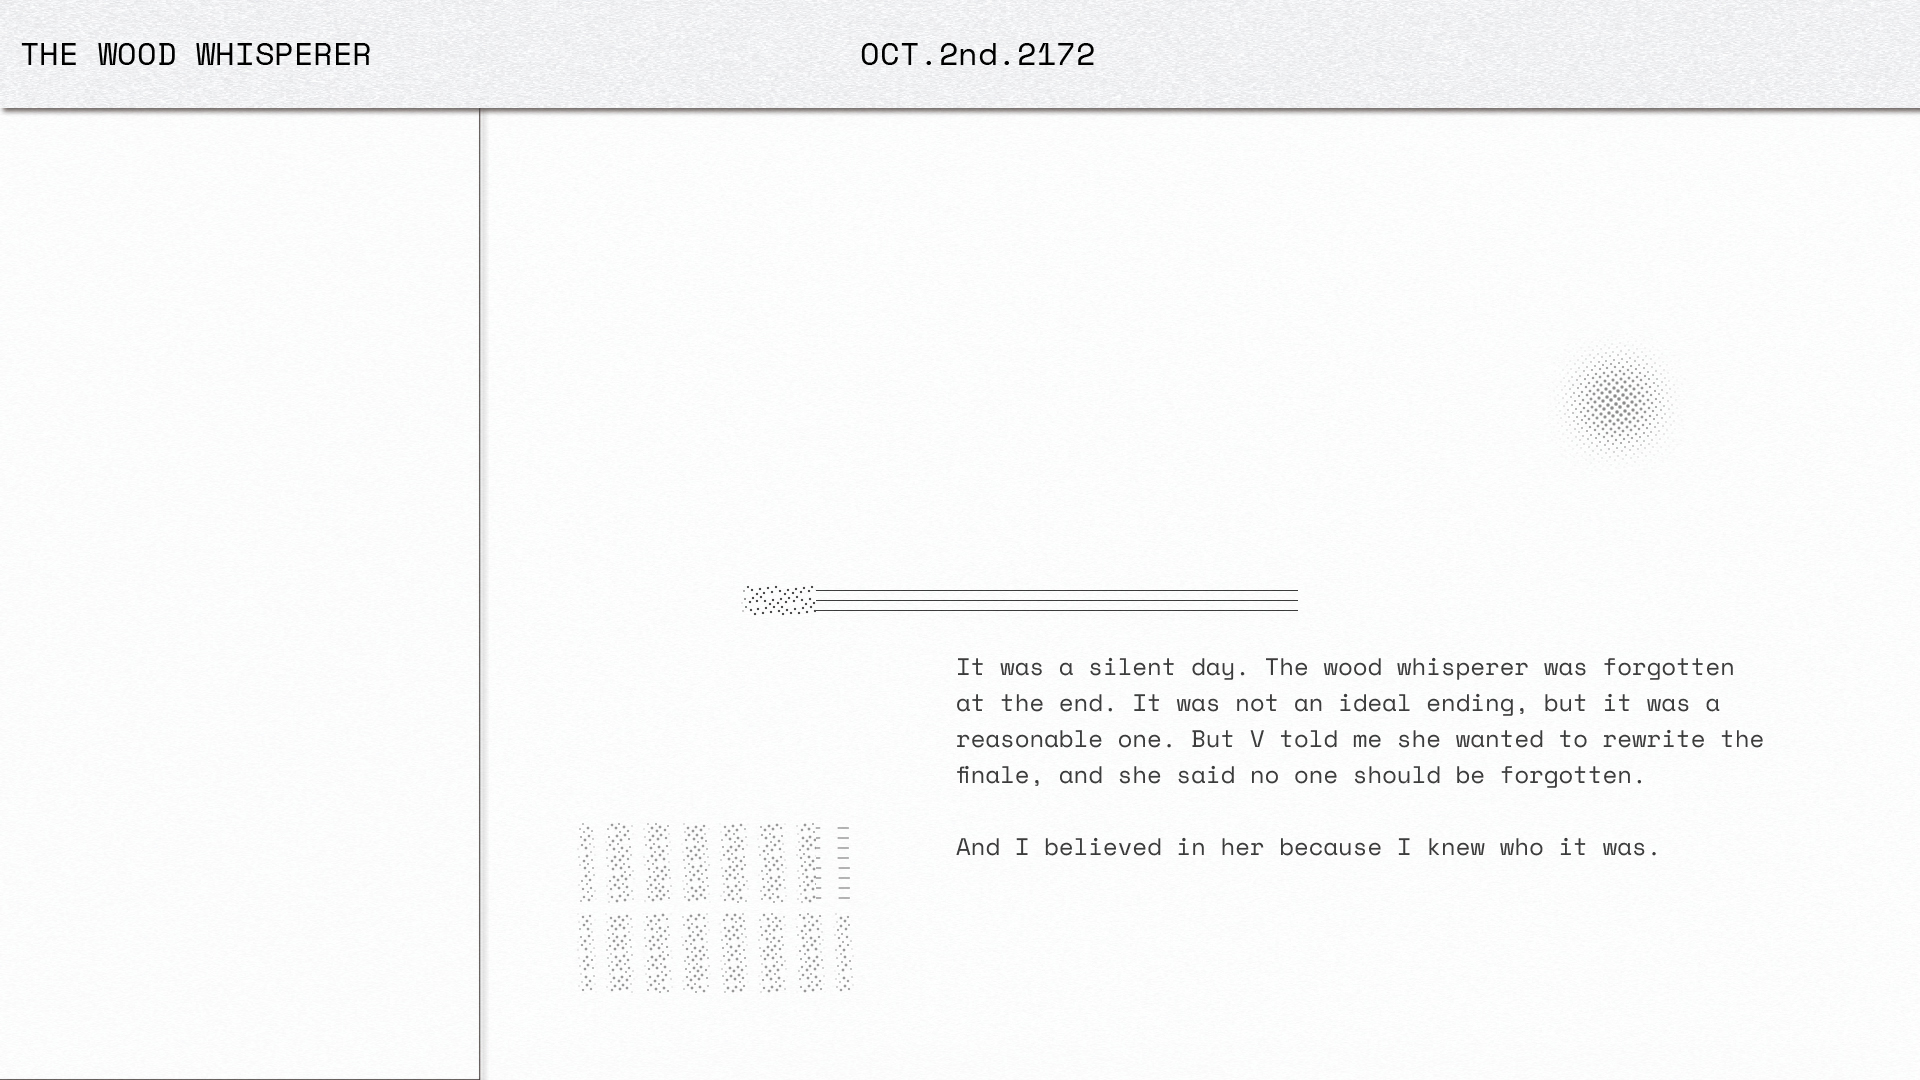 THE WOOD WHISPERER
OCT.2nd.2172
It was a silent day. The wood whisperer was forgotten
at the end. It was not an ideal ending, but it was a
reasonable one. But V told me she wanted to rewrite the
finale, and she said no one should be forgotten.
And I believed in her because I knew who it was.